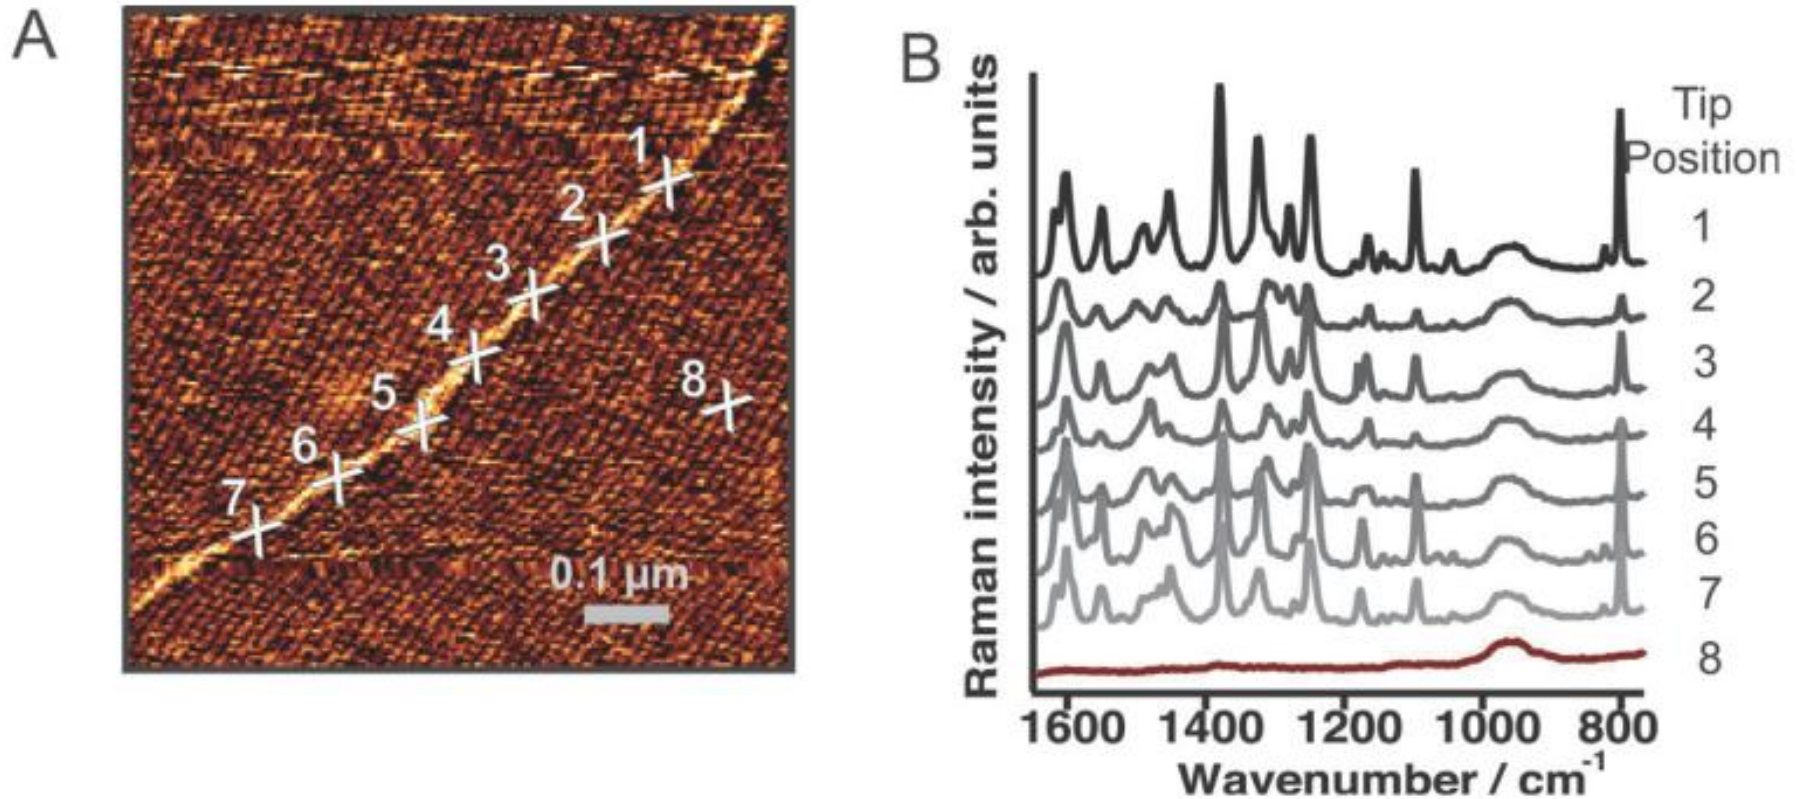 A
1
2
3
4
5
6
7
8
0.1 µm
B
Raman intensity / arb. units
Tip
Position
1
2
3
4
5
6
7
8
1600 1400 1200 1000 800
Wavenumber / cm⁻¹